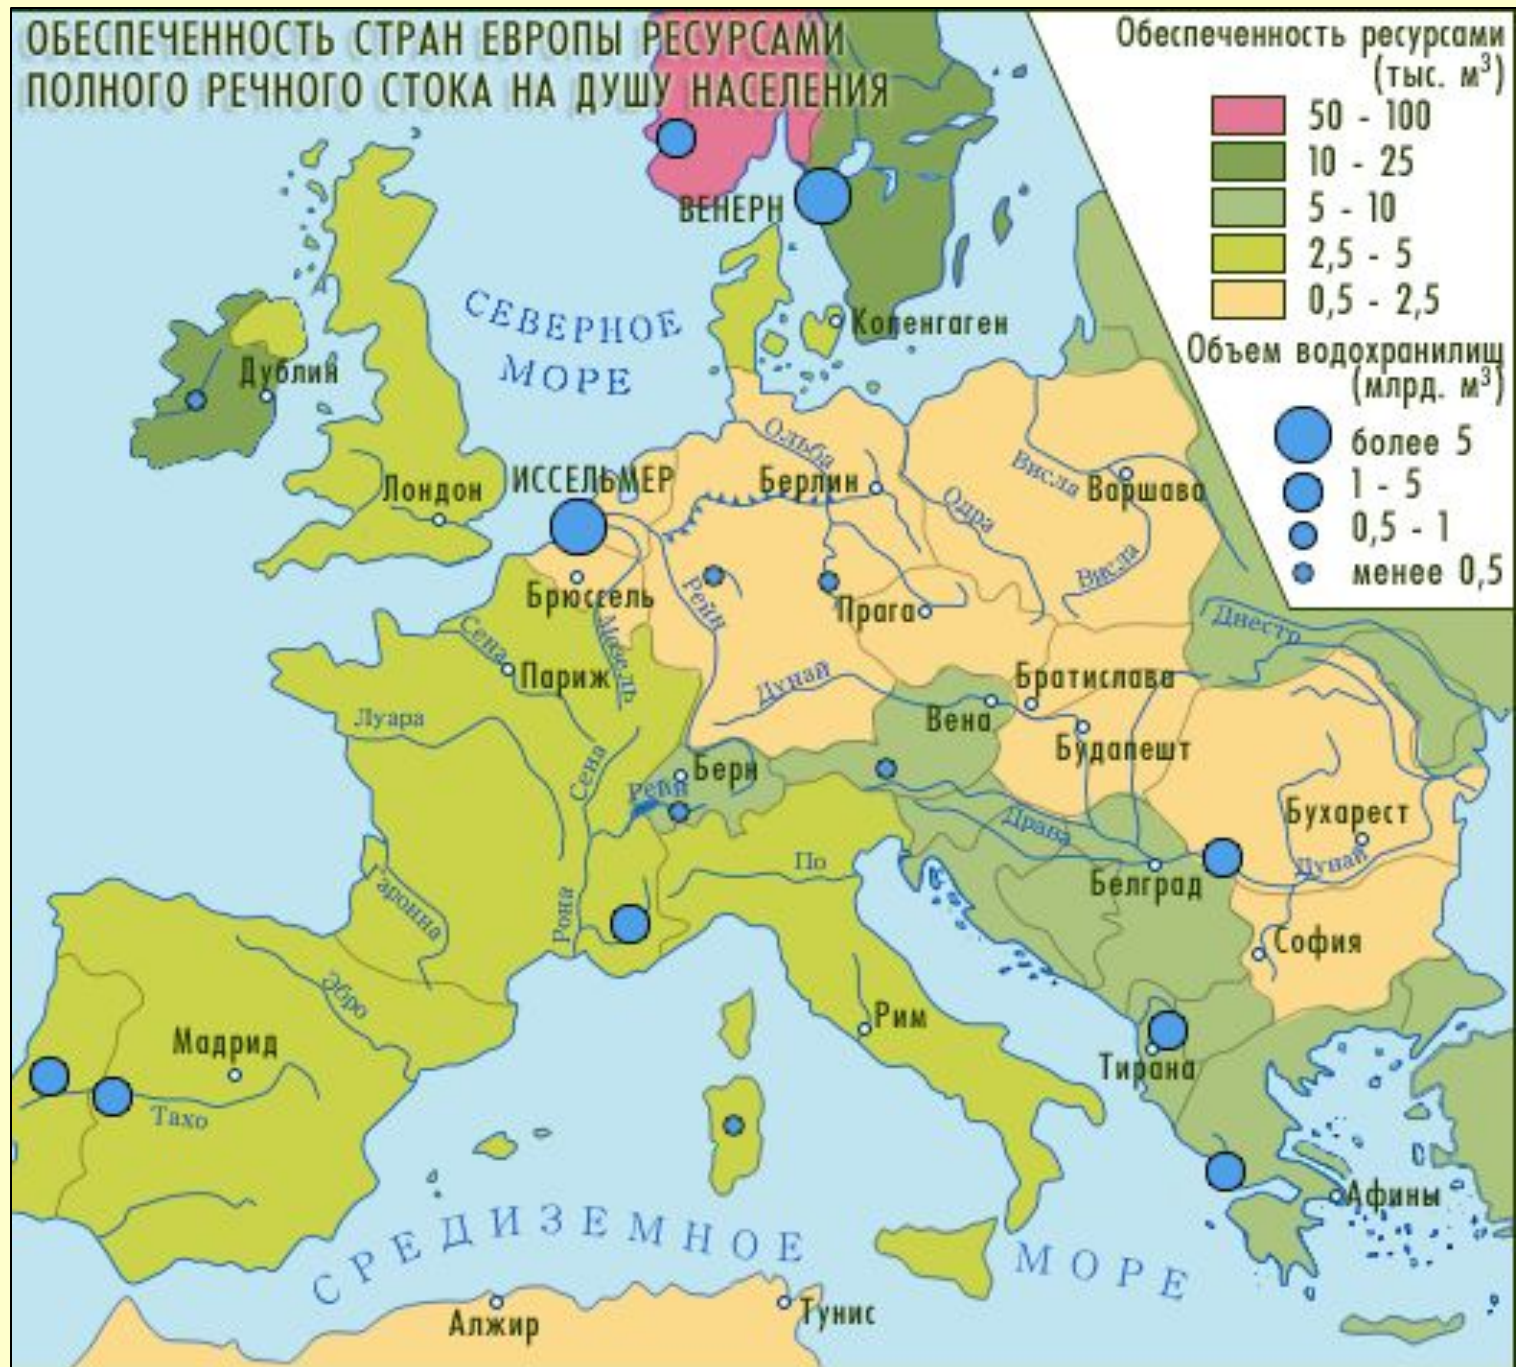 ОБЕСПЕЧЕННОСТЬ СТРАН ЕВРОПЫ РЕСУРСАМИ
ПОЛНОГО РЕЧНОГО СТОКА НА ДУШУ НАСЕЛЕНИЯ
Обеспеченность ресурсами
(тыс. м³)
50 - 100
10 - 25
5 - 10
2,5 - 5
0,5 - 2,5
Объем водохранилищ
(млрд. м³)
более 5
1 - 5
0,5 - 1
менее 0,5
ВЕНЕРН
СЕВЕРНОЕ
МОРЕ
Копенгаген
Дублин
Лондон
ИССЕЛЬМЕР
Ольба
Берлин
Одра
Висла
Варшава
Висла
Брюссель
Рейн
Прага
Мозель
Сена
Париж
Днестр
Луара
Дунай
Вена
Братислава
Будапешт
Берн
Рейн
Сена
Драва
Бухарест
Дунай
По
Белград
Гаронна
Рона
София
Эбро
Мадрид
Тахо
Рим
Тирана
Афины
СРЕДИЗЕМНОЕ МОРЕ
Алжир
Тунис